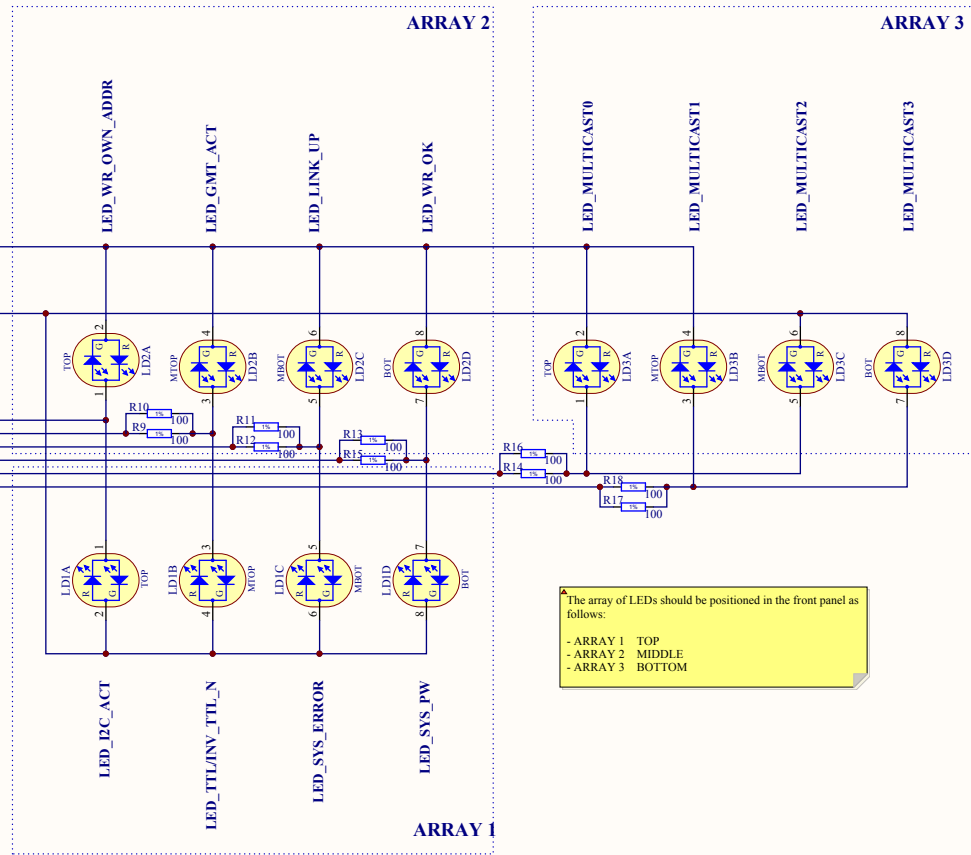 ARRAY 2
ARRAY 3
LED_WR_OWN_ADDR
LED_GMT_ACT
LED_LINK_UP
LED_WR_OK
LED_MULTICAST0
LED_MULTICAST1
LED_MULTICAST2
LED_MULTICAST3
2
4
6
8
2
4
6
8
TOP
G
R
LD2A
MTOP
G
R
LD2B
MBOT
G
R
LD2C
BOT
G
R
LD2D
TOP
G
R
LD3A
MTOP
G
R
LD3B
MBOT
G
R
LD3C
BOT
G
R
LD3D
1
3
5
7
1
3
5
7
R10
1%
100
R9
1%
100
R11
1%
100
R12
1%
100
R13
1%
100
R15
1%
100
R16
1%
100
R14
1%
100
R18
1%
100
R17
1%
100
1
3
5
7
LD1A
R
G
TOP
LD1B
R
G
MTOP
LD1C
R
G
MBOT
LD1D
R
G
BOT
2
4
6
8
The array of LEDs should be positioned in the front panel as
follows:
- ARRAY 1 TOP
- ARRAY 2 MIDDLE
- ARRAY 3 BOTTOM
LED_I2C_ACT
LED_TTL/INV_TTL_N
LED_SYS_ERROR
LED_SYS_PW
ARRAY 1